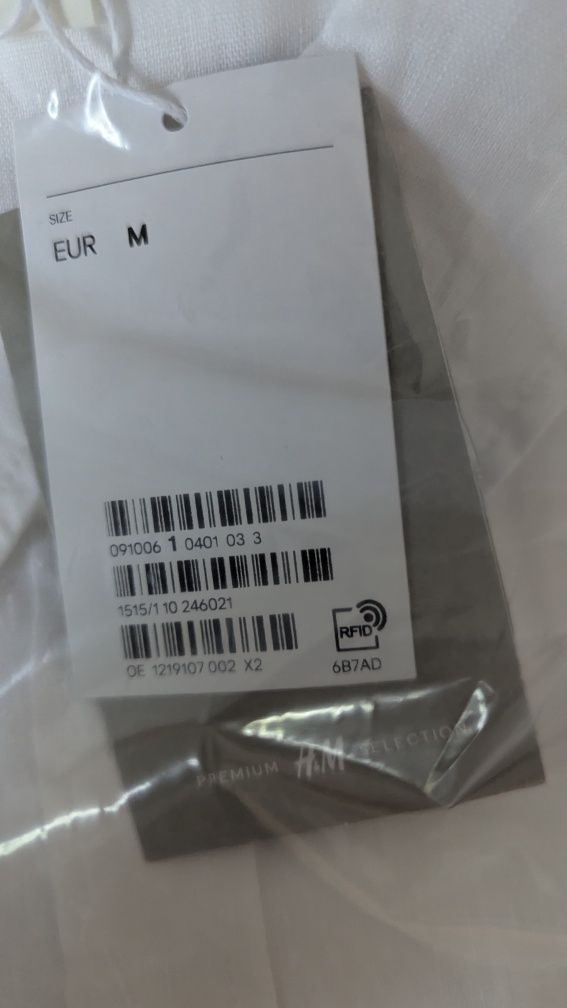 SIZE
EUR M
091006 1 0401 03 3
1515/1 10 246021
OE 1219107 002 X2
RFID
6B7AD
PREMIUM H&M SELECTION